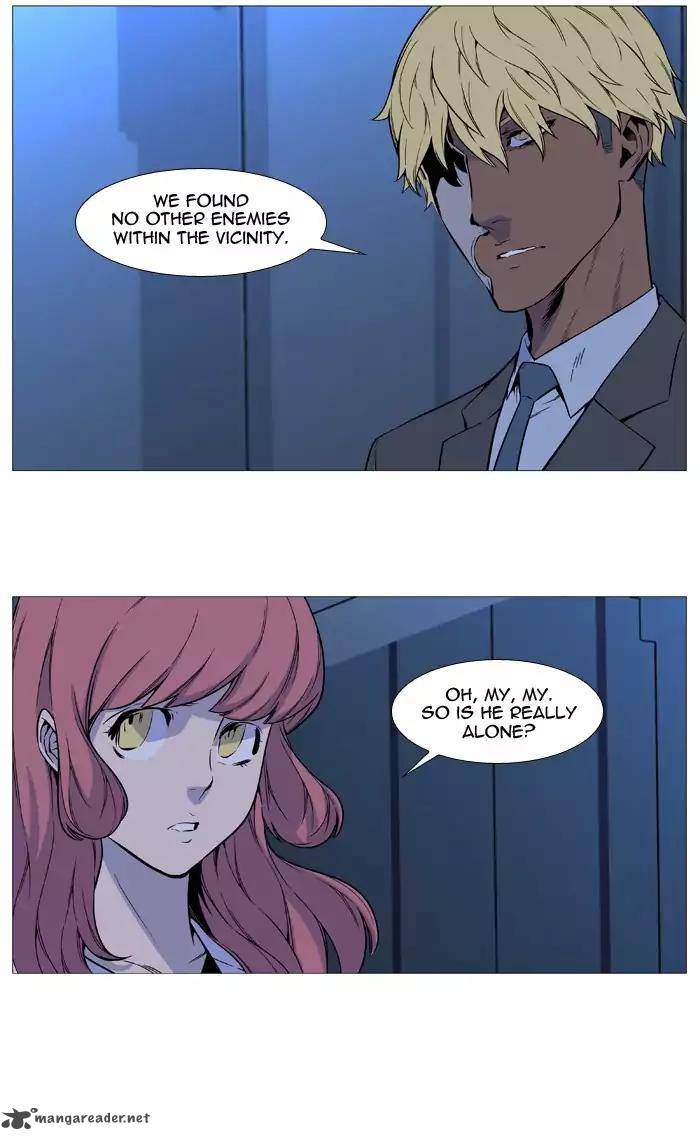 WE FOUND
NO OTHER ENEMIES
WITHIN THE VICINITY.
OH, MY, MY.
SO IS HE REALLY
ALONE?
mangareader.net